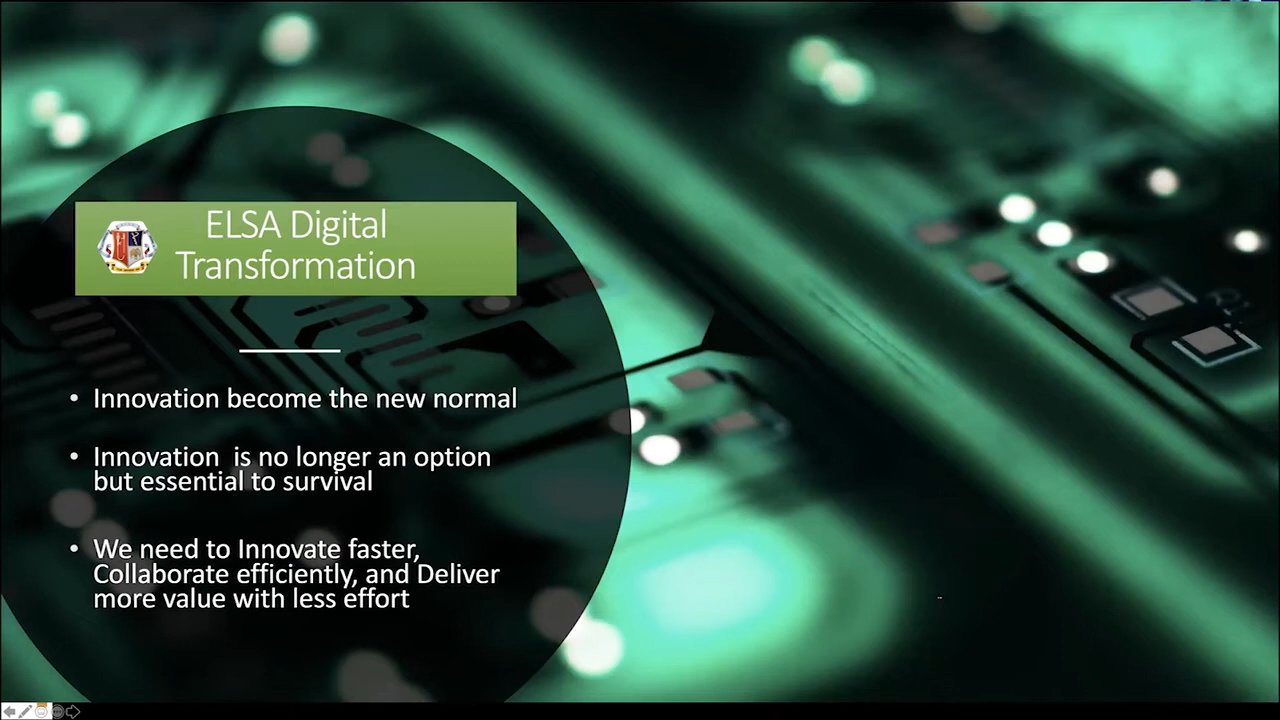 ELSA Digital
Transformation
• Innovation become the new normal
• Innovation  is no longer an option
but essential to survival
• We need to Innovate faster,
Collaborate efficiently, and Deliver
more value with less effort